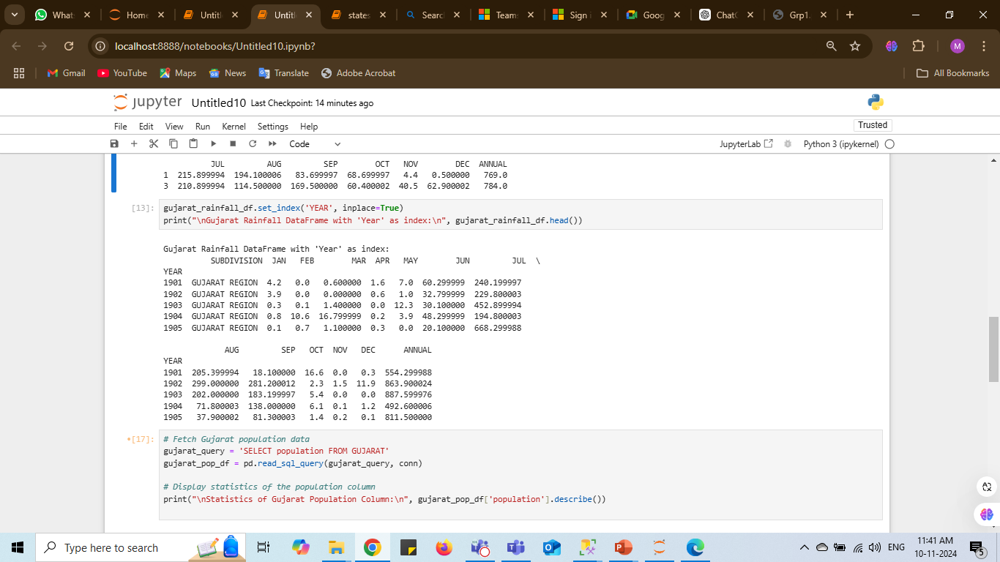 Whats
Home
Untitl
Untitl
states
Searc
Teams
Sign i
Goog
ChatG
Grp1.
localhost:8888/notebooks/Untitled10.ipynb?
M
Gmail
YouTube
Maps
News
Translate
Adobe Acrobat
All Bookmarks
jupyter Untitled10 Last Checkpoint: 14 minutes ago
File Edit View Run Kernel Settings Help
Trusted
Code
JupyterLab
Python 3 (ipykernel)
JUL AUG SEP OCT NOV DEC ANNUAL
1 215.899994 194.100006 83.699997 68.699997 4.4 0.500000 769.0
3 210.899994 114.500000 169.500000 60.400002 40.5 62.900002 784.0
[13]: gujarat_rainfall_df.set_index('YEAR', inplace=True)
print("\nGujarat Rainfall DataFrame with 'Year' as index:\n", gujarat_rainfall_df.head())
Gujarat Rainfall DataFrame with 'Year' as index:
SUBDIVISION JAN FEB MAR APR MAY JUN JUL \
YEAR
1901 GUJARAT REGION 4.2 0.0 0.600000 1.6 7.0 60.299999 240.199997
1902 GUJARAT REGION 3.9 0.0 0.000000 0.6 1.0 32.799999 229.800003
1903 GUJARAT REGION 0.3 0.1 1.400000 0.0 12.3 30.100000 452.899994
1904 GUJARAT REGION 0.8 10.6 16.799999 0.2 3.9 48.299999 194.800003
1905 GUJARAT REGION 0.1 0.7 1.100000 0.3 0.0 20.100000 668.299988
AUG SEP OCT NOV DEC ANNUAL
YEAR
1901 205.399994 18.100000 16.6 0.0 0.3 554.299988
1902 299.000000 281.200012 2.3 1.5 11.9 863.900024
1903 202.000000 183.199997 5.4 0.0 0.0 887.599976
1904 71.800003 138.000000 6.1 0.1 1.2 492.600006
1905 37.900002 81.300003 1.4 0.2 0.1 811.500000
•[17]: # Fetch Gujarat population data
gujarat_query = 'SELECT population FROM GUJARAT'
gujarat_pop_df = pd.read_sql_query(gujarat_query, conn)
# Display statistics of the population column
print("\nStatistics of Gujarat Population Column:\n", gujarat_pop_df['population'].describe())
Type here to search
ENG
11:41 AM
10-11-2024
5